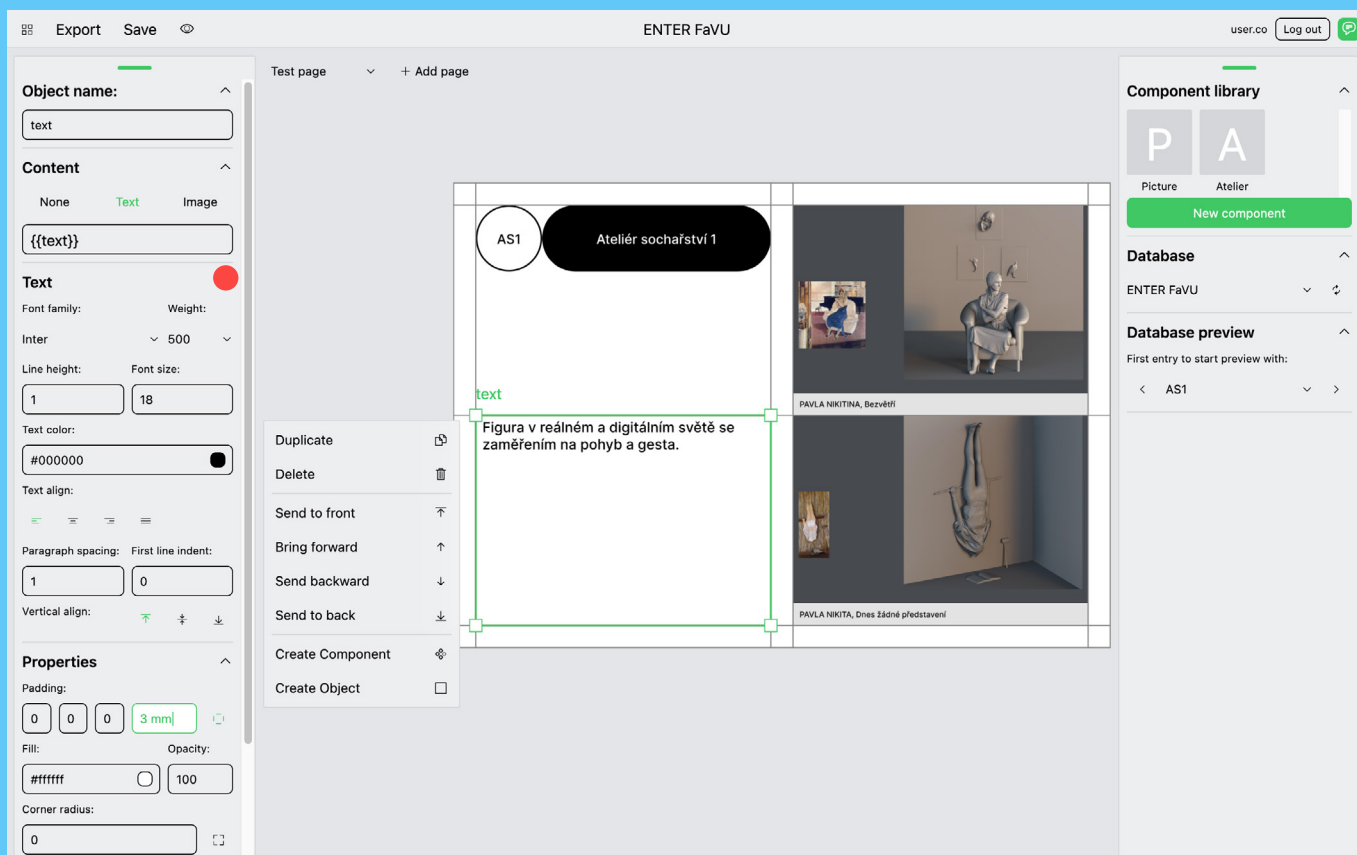 Export Save ENTER FaVU user.co Log out
Object name:
text
Content
None Text Image
{{text}}
Text
Font family: Weight:
Inter 500
Line height: Font size:
1 18
Text color:
#000000
Text align:
Paragraph spacing: First line indent:
1 0
Vertical align:
Properties
Padding:
0 0 0 3 mm
Fill: Opacity:
#ffffff 100
Corner radius:
0
Test page + Add page
Duplicate
Delete
Send to front
Bring forward
Send backward
Send to back
Create Component
Create Object
AS1 Ateliér sochařství 1
text
Figura v reálném a digitálním světě se
zaměřením na pohyb a gesta.
PAVLA NIKITINA, Bezvětří
PAVLA NIKITA, Dnes žádné představení
Component library
P A
Picture Atelier
New component
Database
ENTER FaVU
Database preview
First entry to start preview with:
< AS1 >